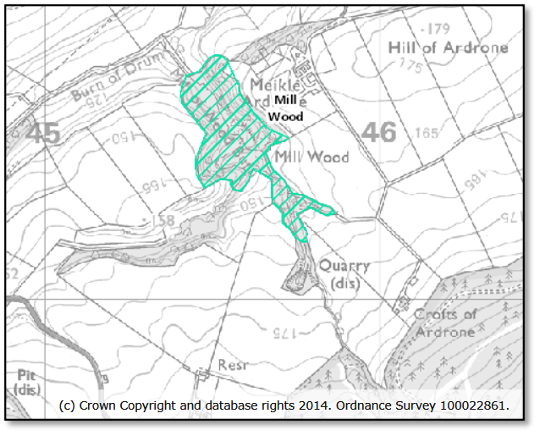 179
Hill of Ardrone
175
Burn of Drum
125
Meikle
Mill
Wood
45
150
46
165
Mill Wood
165
150
158
175
Quarry
(dis)
Crofts of
Ardrone
175
Resr
Pit
(dis)
(c) Crown Copyright and database rights 2014. Ordnance Survey 100022861.